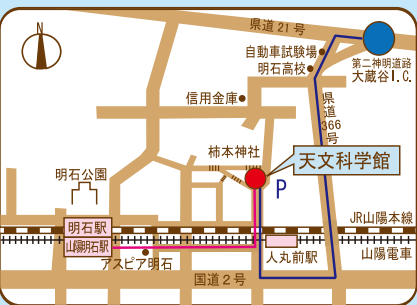 N
県道21号
自動車試験場
明石高校
第二神明道路
大蔵谷I.C.
信用金庫
県道366号
柿本神社
天文科学館
明石公園
P
明石駅
JR山陽本線
山陽明石駅
人丸前駅
山陽電車
アスピア明石
国道2号